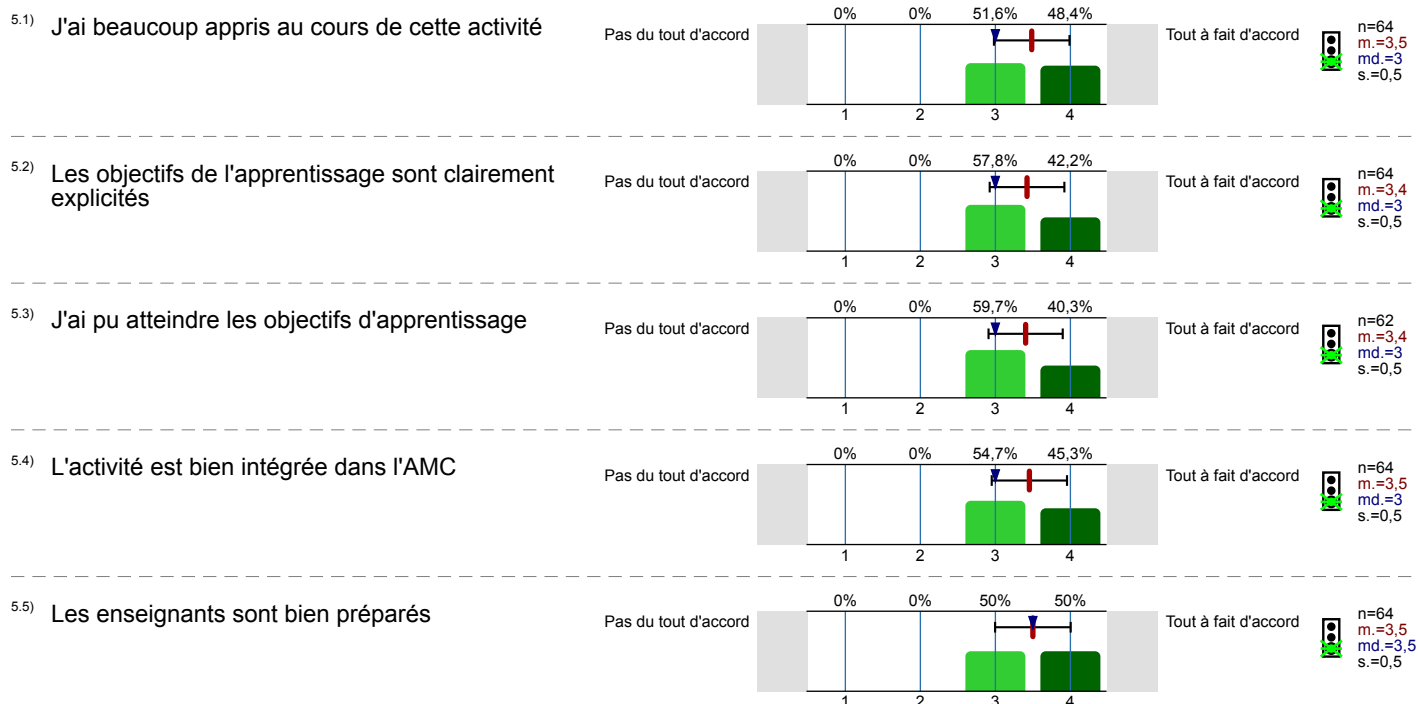 0% 0% 51,6% 48,4%
5.1) J'ai beaucoup appris au cours de cette activité
Pas du tout d'accord
Tout à fait d'accord
n=64
m.=3,5
md.=3
s.=0,5
1 2 3 4
0% 0% 57,8% 42,2%
5.2) Les objectifs de l'apprentissage sont clairement
explicités
Pas du tout d'accord
Tout à fait d'accord
n=64
m.=3,4
md.=3
s.=0,5
1 2 3 4
0% 0% 59,7% 40,3%
5.3) J'ai pu atteindre les objectifs d'apprentissage
Pas du tout d'accord
Tout à fait d'accord
n=62
m.=3,4
md.=3
s.=0,5
1 2 3 4
0% 0% 54,7% 45,3%
5.4) L'activité est bien intégrée dans l'AMC
Pas du tout d'accord
Tout à fait d'accord
n=64
m.=3,5
md.=3
s.=0,5
1 2 3 4
0% 0% 50% 50%
5.5) Les enseignants sont bien préparés
Pas du tout d'accord
Tout à fait d'accord
n=64
m.=3,5
md.=3,5
s.=0,5
1 2 3 4